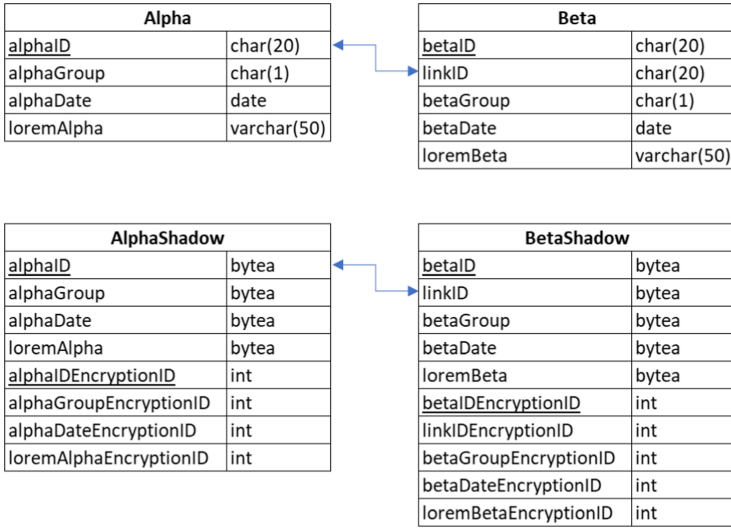 Alpha
alphaID char(20)
alphaGroup char(1)
alphaDate date
loremAlpha varchar(50)
Beta
betaID char(20)
linkID char(20)
betaGroup char(1)
betaDate date
loremBeta varchar(50)
AlphaShadow
alphaID bytea
alphaGroup bytea
alphaDate bytea
loremAlpha bytea
alphaIDEncryptionID int
alphaGroupEncryptionID int
alphaDateEncryptionID int
loremAlphaEncryptionID int
BetaShadow
betaID bytea
linkID bytea
betaGroup bytea
betaDate bytea
loremBeta bytea
betaIDEncryptionID int
linkIDEncryptionID int
betaGroupEncryptionID int
betaDateEncryptionID int
loremBetaEncryptionID int